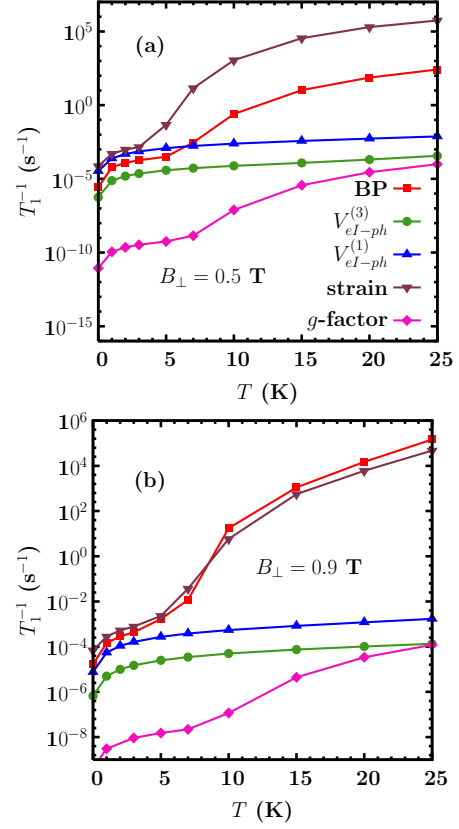 (a)
10^5
10^0
10^{-5}
10^{-10}
10^{-15}
T_1^{-1} (s^{-1})
BP
V_{eI-ph}^{(3)}
V_{eI-ph}^{(1)}
strain
g-factor
B_⊥ = 0.5 T
0 5 10 15 20 25
T (K)
(b)
10^6
10^4
10^2
10^0
10^{-2}
10^{-4}
10^{-6}
10^{-8}
T_1^{-1} (s^{-1})
B_⊥ = 0.9 T
0 5 10 15 20 25
T (K)